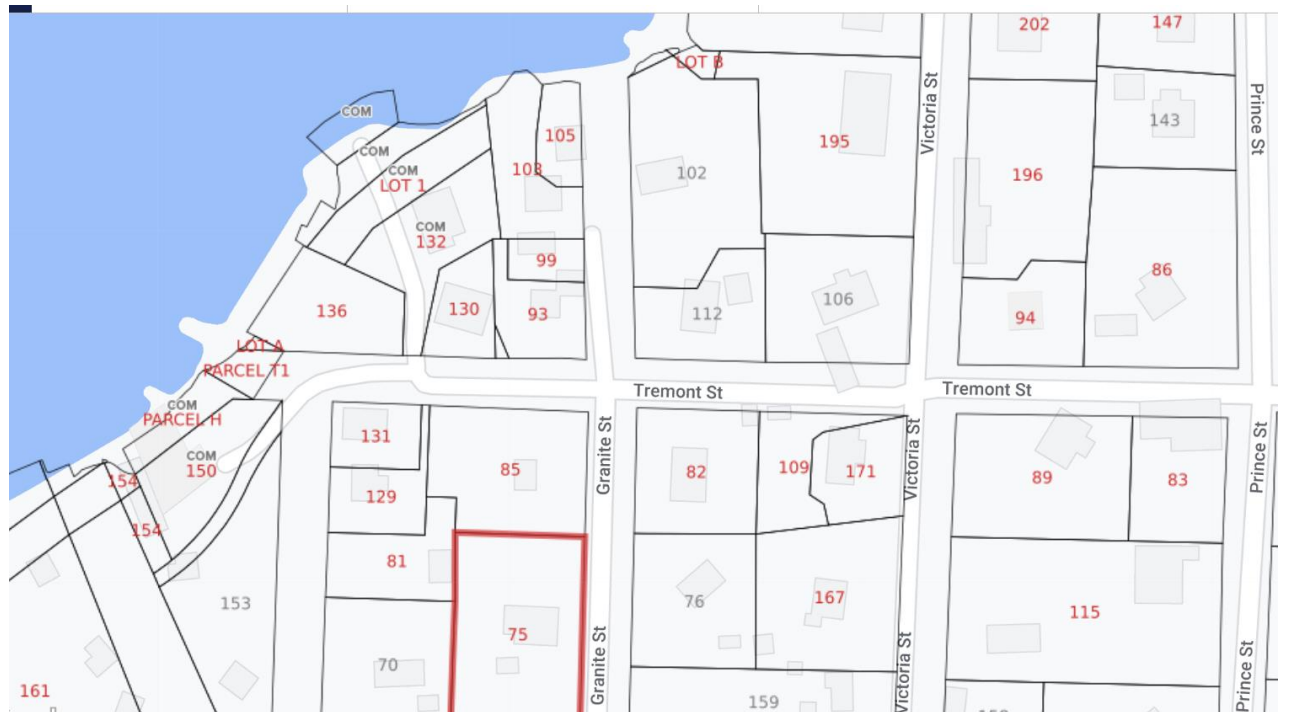 202
147
LOT B
Victoria St
Prince St
COM
105
195
143
COM
103
102
196
COM
LOT 1
COM
132
99
86
136
130
93
112
106
94
LOT A
PARCEL T1
Tremont St
Tremont St
COM
PARCEL H
131
Granite St
Victoria St
Prince St
COM
150
85
82
109
171
89
83
154
129
154
81
153
76
167
115
75
70
Granite St
Victoria St
Prince St
161
159